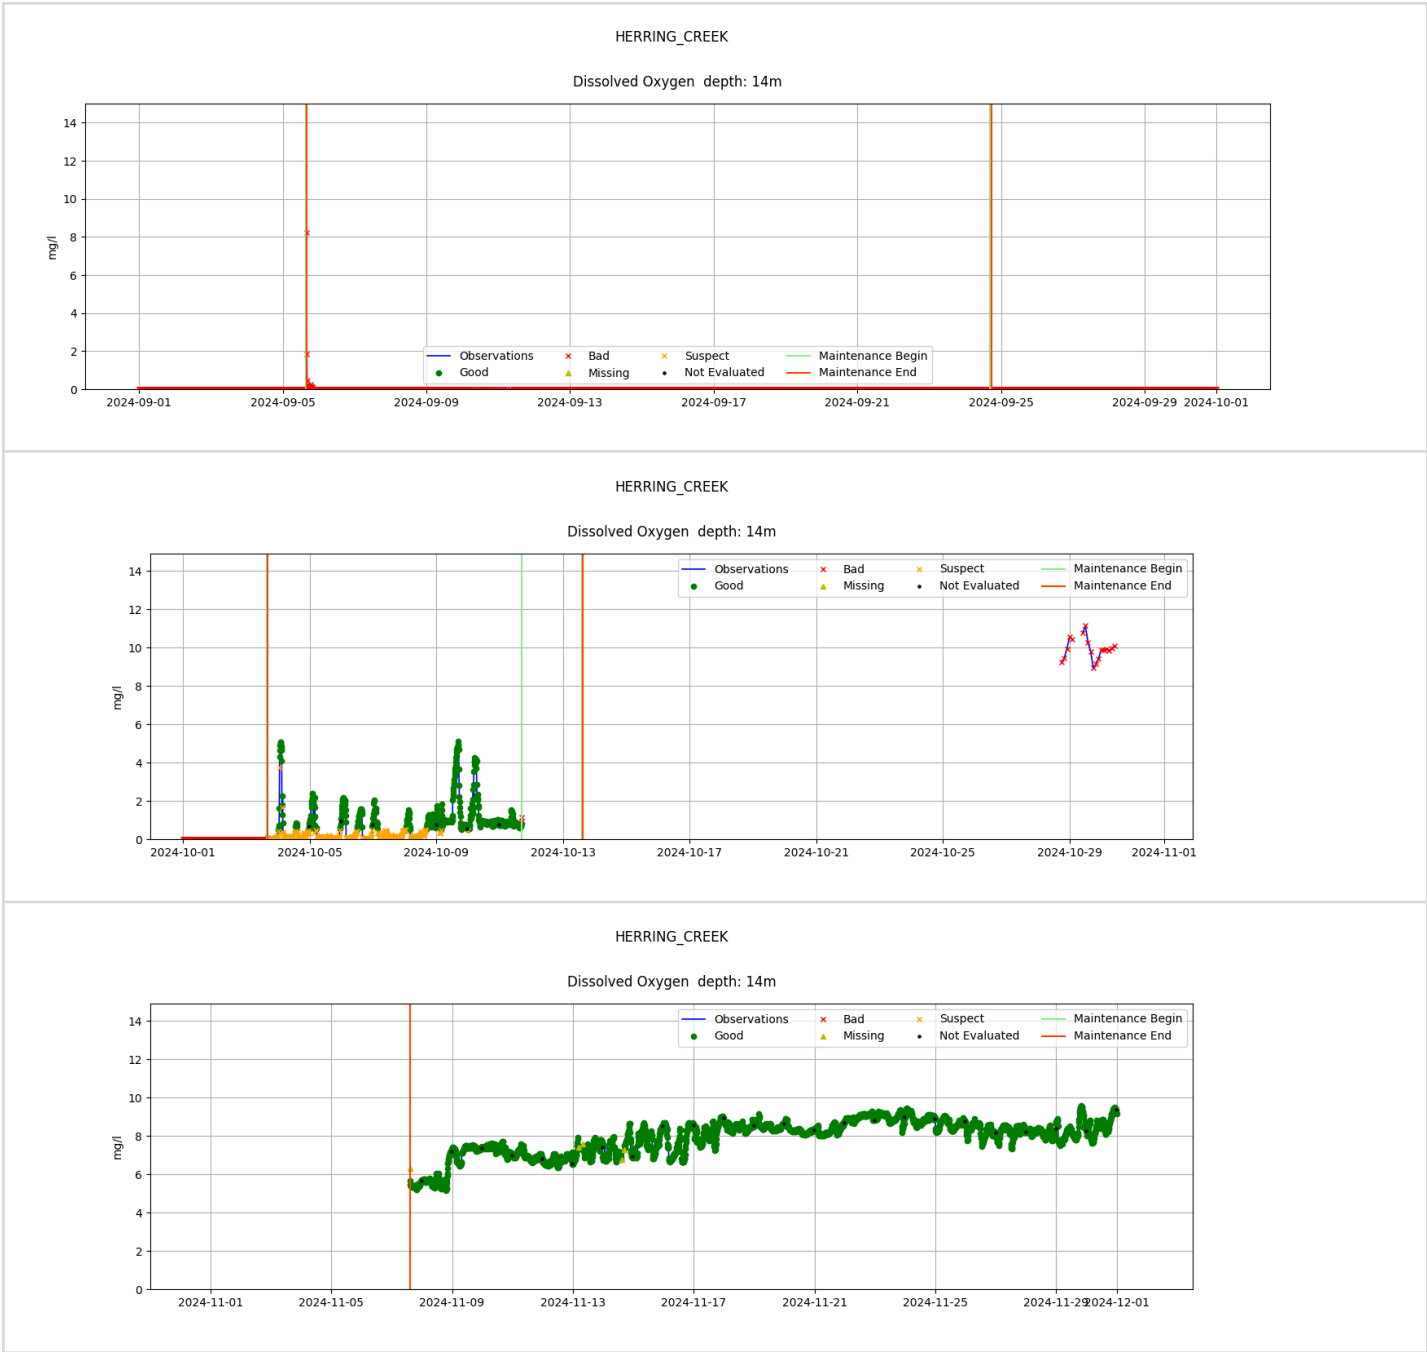 HERRING_CREEK
Dissolved Oxygen  depth: 14m
mg/l
14
12
10
8
6
4
2
0
Observations Bad Suspect Maintenance Begin
Good Missing Not Evaluated Maintenance End
2024-09-01 2024-09-05 2024-09-09 2024-09-13 2024-09-17 2024-09-21 2024-09-25 2024-09-29 2024-10-01
HERRING_CREEK
Dissolved Oxygen  depth: 14m
mg/l
Observations Bad Suspect Maintenance Begin
Good Missing Not Evaluated Maintenance End
14
12
10
8
6
4
2
0
2024-10-01 2024-10-05 2024-10-09 2024-10-13 2024-10-17 2024-10-21 2024-10-25 2024-10-29 2024-11-01
HERRING_CREEK
Dissolved Oxygen  depth: 14m
mg/l
Observations Bad Suspect Maintenance Begin
Good Missing Not Evaluated Maintenance End
14
12
10
8
6
4
2
0
2024-11-01 2024-11-05 2024-11-09 2024-11-13 2024-11-17 2024-11-21 2024-11-25 2024-11-29 2024-12-01